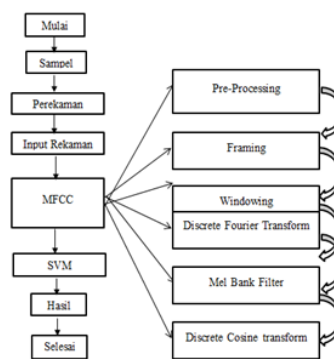 Mulai
Sampel
Perekaman
Input Rekaman
MFCC
SVM
Hasil
Selesai
Pre-Processing
Framing
Windowing
Discrete Fourier Transform
Mel Bank Filter
Discrete Cosine transform